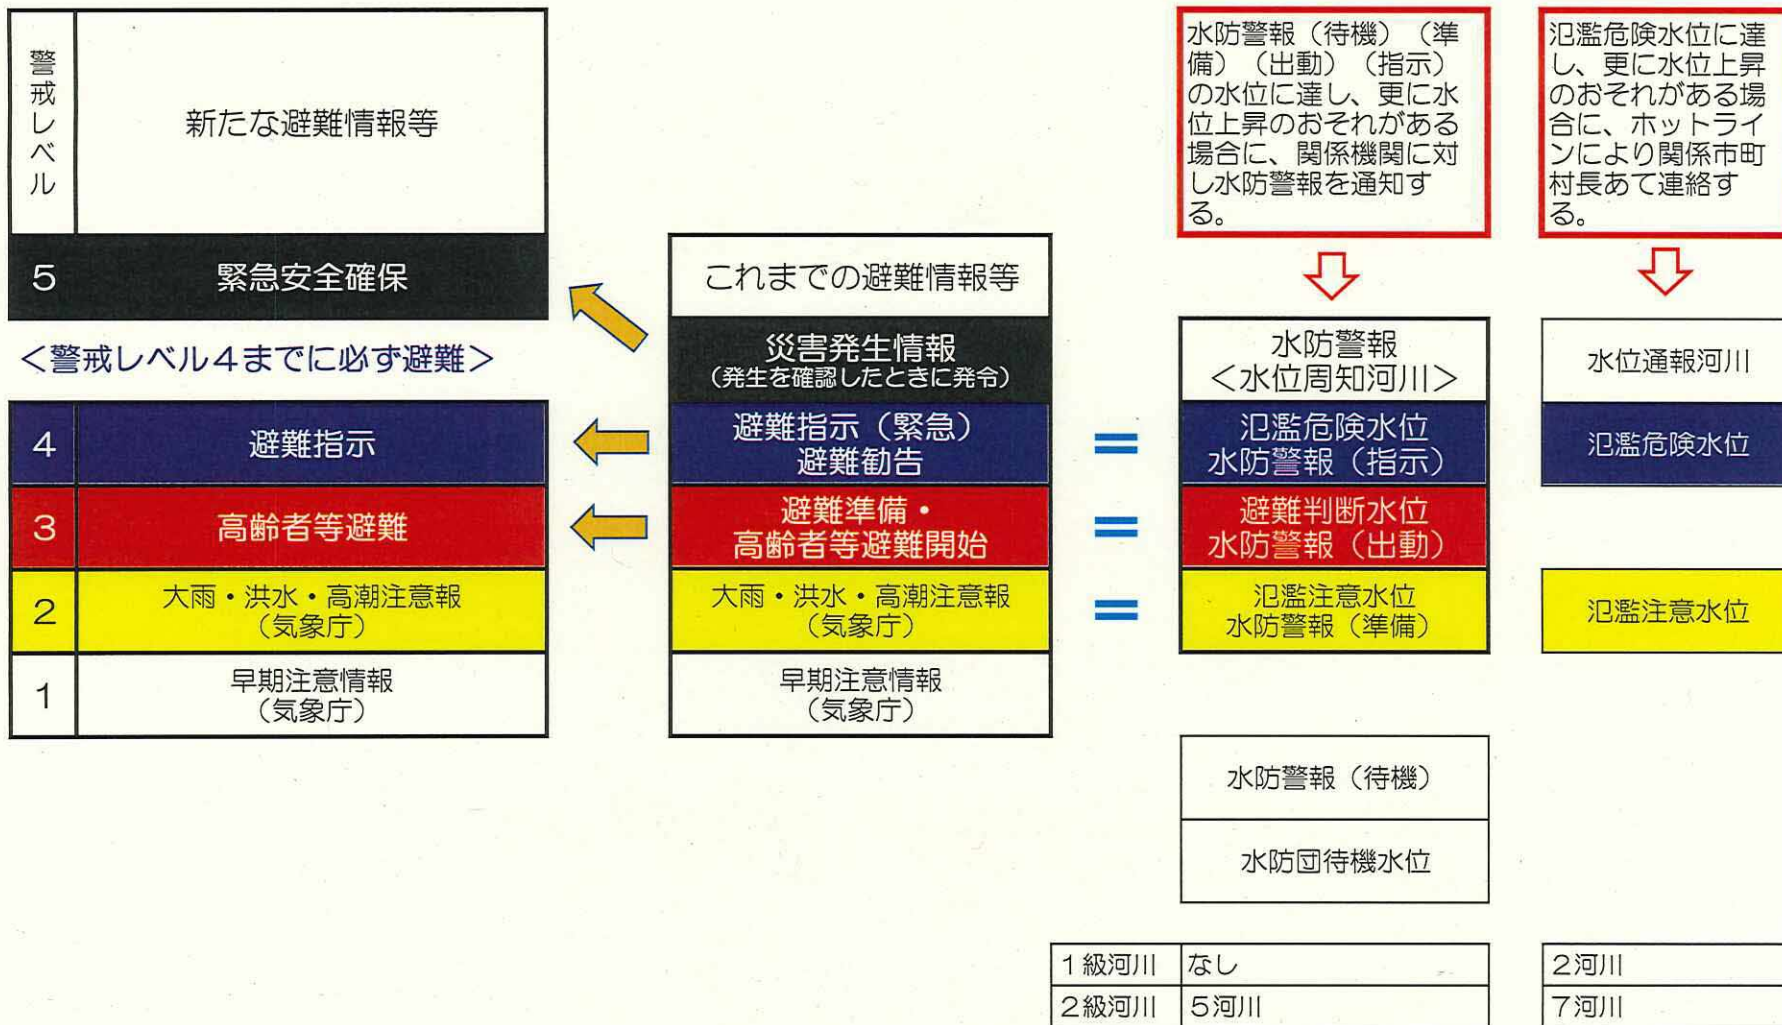 警戒レベル
新たな避難情報等
5
緊急安全確保
＜警戒レベル４までに必ず避難＞
4
避難指示
3
高齢者等避難
2
大雨・洪水・高潮注意報
（気象庁）
1
早期注意情報
（気象庁）
これまでの避難情報等
災害発生情報
（発生を確認したときに発令）
避難指示（緊急）
避難勧告
避難準備・
高齢者等避難開始
大雨・洪水・高潮注意報
（気象庁）
早期注意情報
（気象庁）
＝
＝
＝
水防警報（待機）（準
備）（出動）（指示）
の水位に達し、更に水
位上昇のおそれがある
場合に、関係機関に対
し水防警報を通知す
る。
水防警報
＜水位周知河川＞
氾濫危険水位
水防警報（指示）
避難判断水位
水防警報（出動）
氾濫注意水位
水防警報（準備）
水防警報（待機）
水防団待機水位
氾濫危険水位に達
し、更に水位上昇
のおそれがある場
合に、ホットライ
ンにより関係市町
村長あて連絡す
る。
水位通報河川
氾濫危険水位
氾濫注意水位
１級河川 なし ２河川
２級河川 ５河川 ７河川